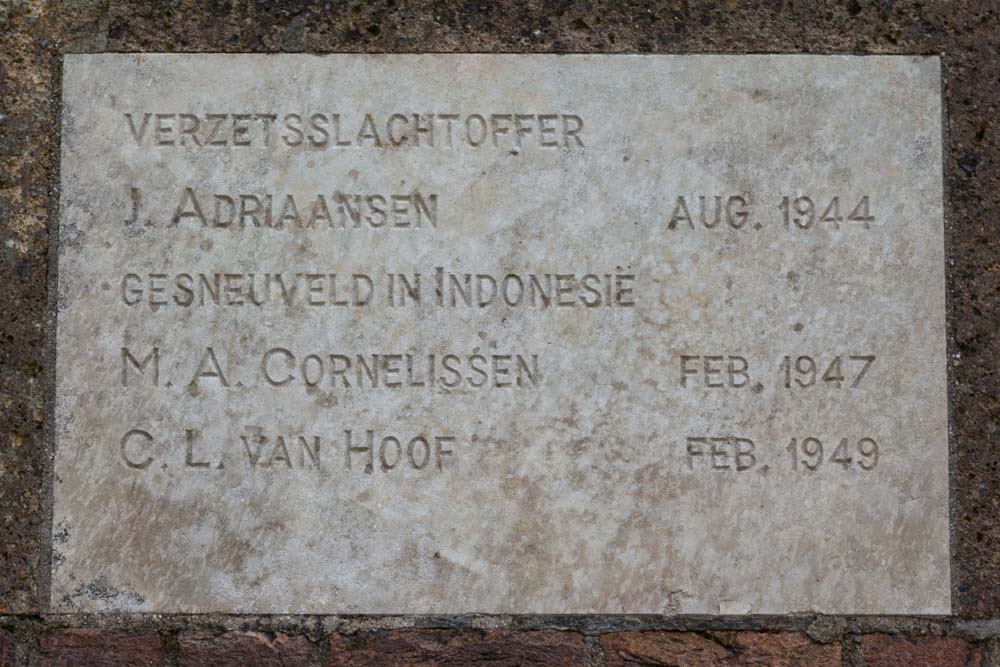 VERZETSSLACHTOFFER
J. ADRIAANSEN AUG. 1944
GESNEUVELD IN INDONESIË
M. A. CORNELISSEN FEB. 1947
C. L. VAN HOOF FEB. 1949